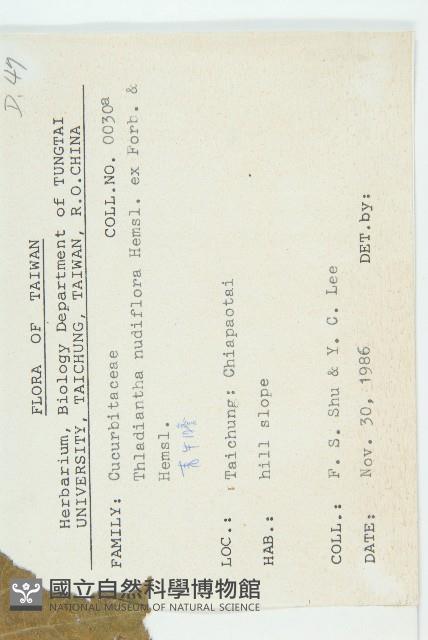 D. 47
FLORA OF TAIWAN
Herbarium, Biology Department of TUNGTAI
UNIVERSITY, TAICHUNG, TAIWAN, R.O.CHINA
FAMILY: Cucurbitaceae COLL.NO. 0030a
Thladiantha nudiflora Hemsl. ex Forb. &
Hemsl.
LOC.: Taichung: Chiapaotai
HAB.: hill slope
COLL.: F. S. Shu & Y. C. Lee
DATE: Nov. 30, 1986 DET.by:
國立自然科學博物館
NATIONAL MUSEUM OF NATURAL SCIENCE